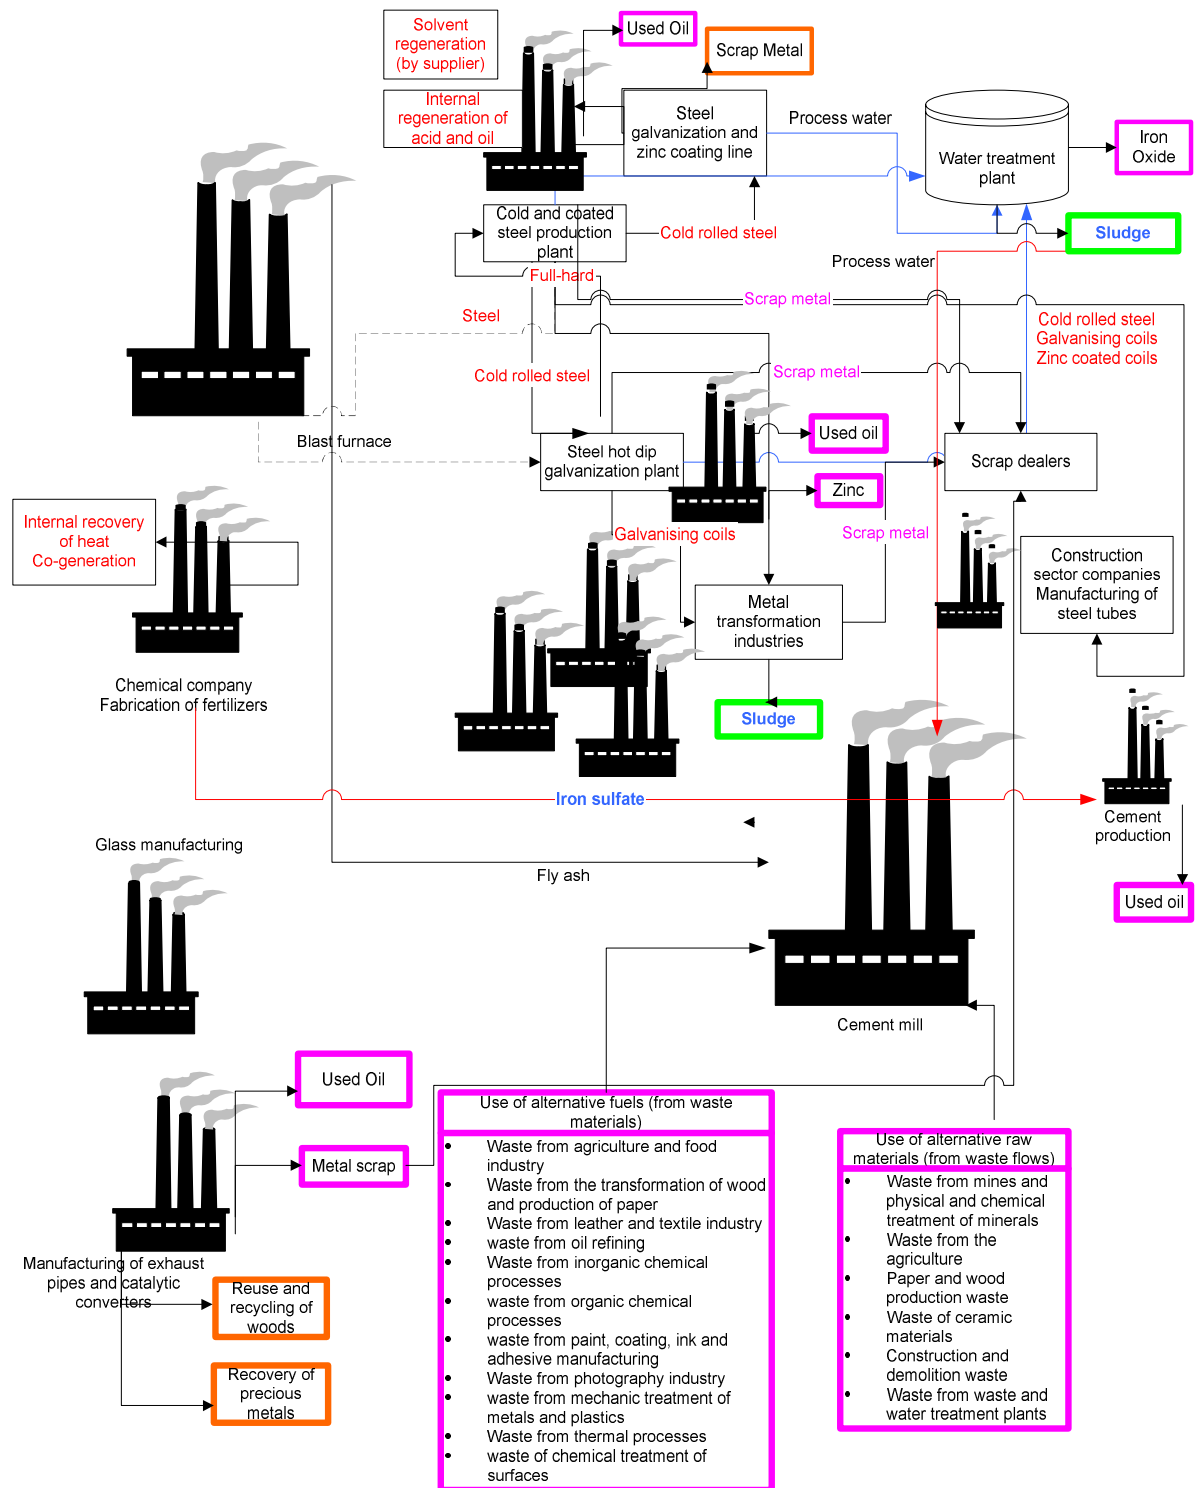 Solvent
regeneration
(by supplier)
Used Oil
Scrap Metal
Internal
regeneration of
acid and oil
Steel
galvanization and
zinc coating line
Process water
Water treatment
plant
Iron
Oxide
Cold and coated
steel production
plant
Cold rolled steel
Sludge
Process water
Full-hard
Scrap metal
Steel
Cold rolled steel
Galvanising coils
Zinc coated coils
Cold rolled steel
Scrap metal
Blast furnace
Steel hot dip
galvanization plant
Used oil
Scrap dealers
Zinc
Internal recovery
of heat
Co-generation
Galvanising coils
Scrap metal
Construction
sector companies
Manufacturing of
steel tubes
Metal
transformation
industries
Chemical company
Fabrication of fertilizers
Sludge
Iron sulfate
Cement
production
Glass manufacturing
Fly ash
Used oil
Cement mill
Used Oil
Metal scrap
Manufacturing of exhaust
pipes and catalytic
converters
Reuse and
recycling of
woods
Recovery of
precious
metals
Use of alternative fuels (from waste
materials)
• Waste from agriculture and food
industry
• Waste from the transformation of wood
and production of paper
• Waste from leather and textile industry
• waste from oil refining
• Waste from inorganic chemical
processes
• waste from organic chemical
processes
• waste from paint, coating, ink and
adhesive manufacturing
• Waste from photography industry
• waste from mechanic treatment of
metals and plastics
• Waste from thermal processes
• waste of chemical treatment of
surfaces
Use of alternative raw
materials (from waste flows)
• Waste from mines and
physical and chemical
treatment of minerals
• Waste from the
agriculture
• Paper and wood
production waste
• Waste of ceramic
materials
• Construction and
demolition waste
• Waste from waste and
water treatment plants